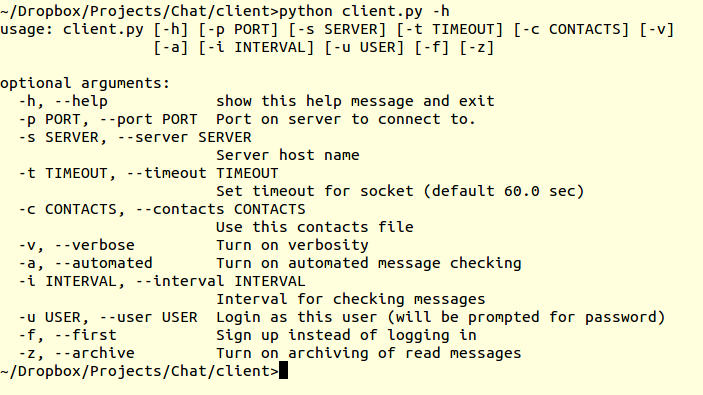 ~/Dropbox/Projects/Chat/client>python client.py -h
usage: client.py [-h] [-p PORT] [-s SERVER] [-t TIMEOUT] [-c CONTACTS] [-v]
                 [-a] [-i INTERVAL] [-u USER] [-f] [-z]

optional arguments:
  -h, --help            show this help message and exit
  -p PORT, --port PORT  Port on server to connect to.
  -s SERVER, --server SERVER
                        Server host name
  -t TIMEOUT, --timeout TIMEOUT
                        Set timeout for socket (default 60.0 sec)
  -c CONTACTS, --contacts CONTACTS
                        Use this contacts file
  -v, --verbose         Turn on verbosity
  -a, --automated       Turn on automated message checking
  -i INTERVAL, --interval INTERVAL
                        Interval for checking messages
  -u USER, --user USER  Login as this user (will be prompted for password)
  -f, --first           Sign up instead of logging in
  -z, --archive         Turn on archiving of read messages
~/Dropbox/Projects/Chat/client>